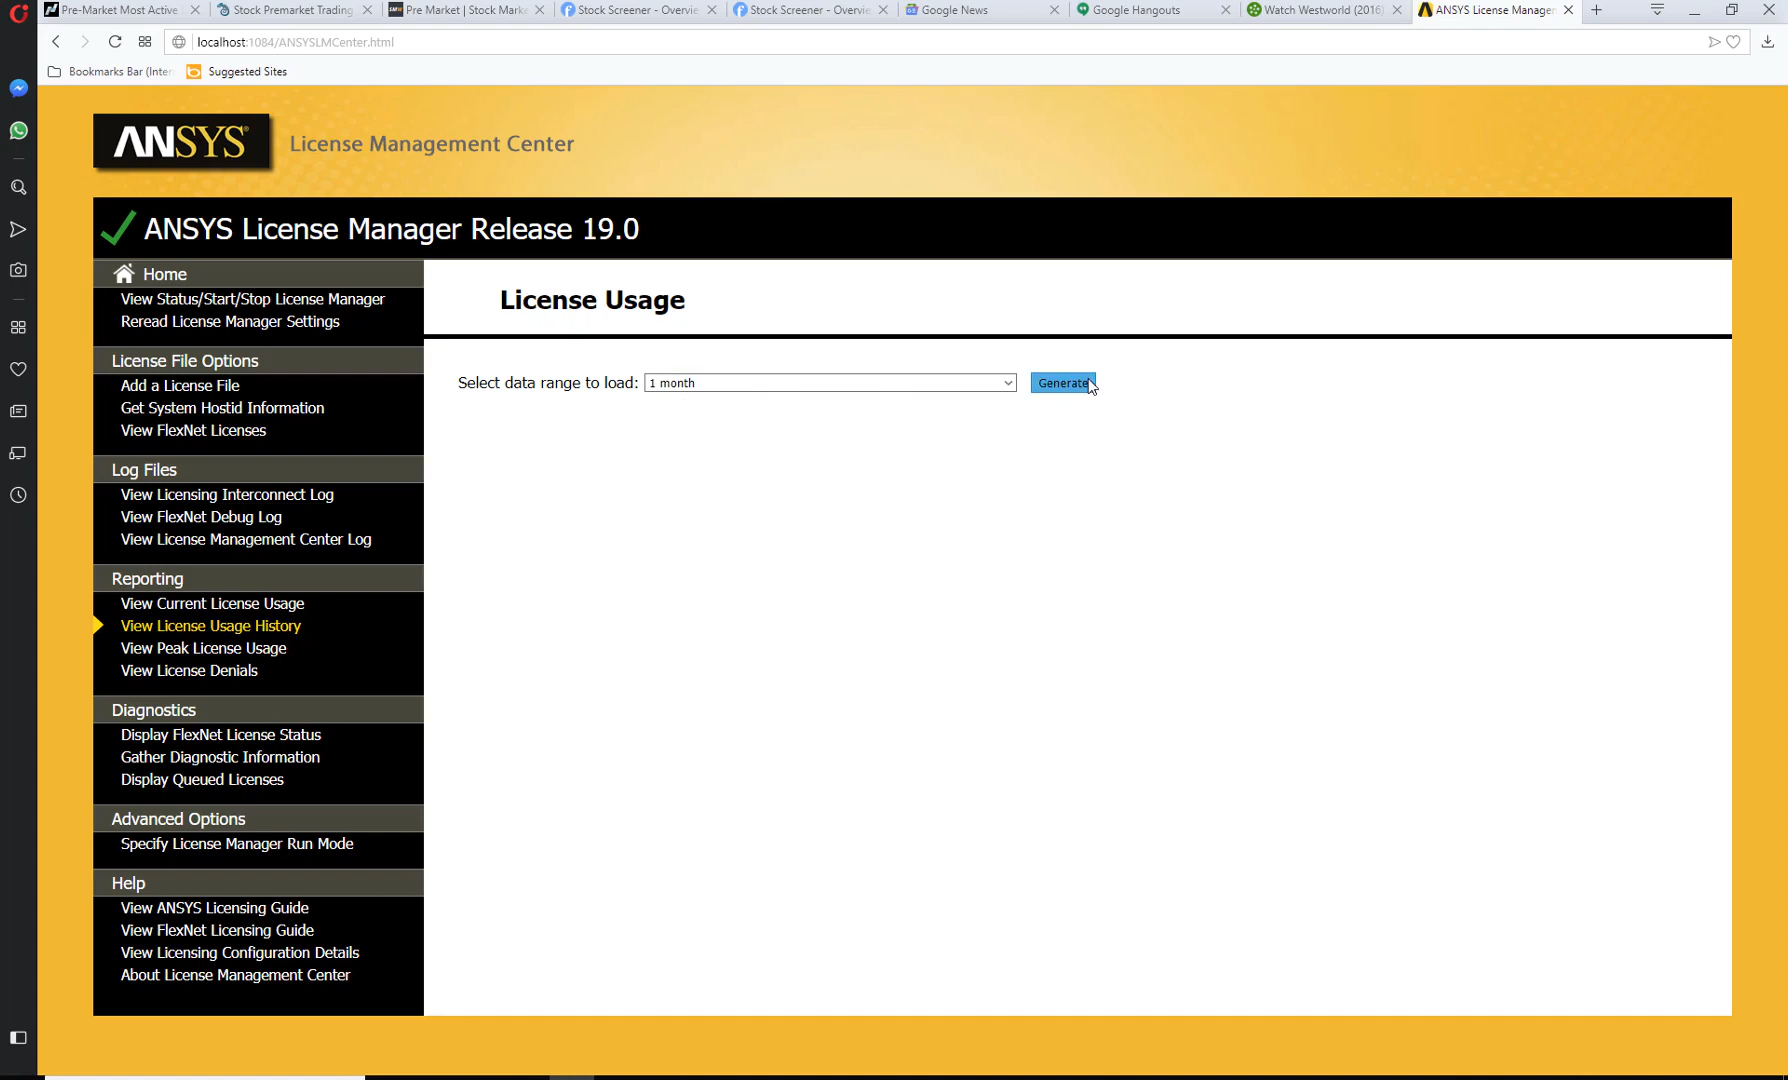 Pre-Market Most Active
Stock Premarket Trading
SMW Pre Market | Stock Mark
Stock Screener - Overvie
Stock Screener - Overvie
Google News
Google Hangouts
Watch Westworld (2016)
ANSYS License Manager
localhost:1084/ANSYSLMCenter.html
Bookmarks Bar (Inter
Suggested Sites
ANSYS®
License Management Center
ANSYS License Manager Release 19.0
Home
View Status/Start/Stop License Manager
Reread License Manager Settings
License File Options
Add a License File
Get System Hostid Information
View FlexNet Licenses
Log Files
View Licensing Interconnect Log
View FlexNet Debug Log
View License Management Center Log
Reporting
View Current License Usage
View License Usage History
View Peak License Usage
View License Denials
Diagnostics
Display FlexNet License Status
Gather Diagnostic Information
Display Queued Licenses
Advanced Options
Specify License Manager Run Mode
Help
View ANSYS Licensing Guide
View FlexNet Licensing Guide
View Licensing Configuration Details
About License Management Center
License Usage
Select data range to load: 1 month Generate